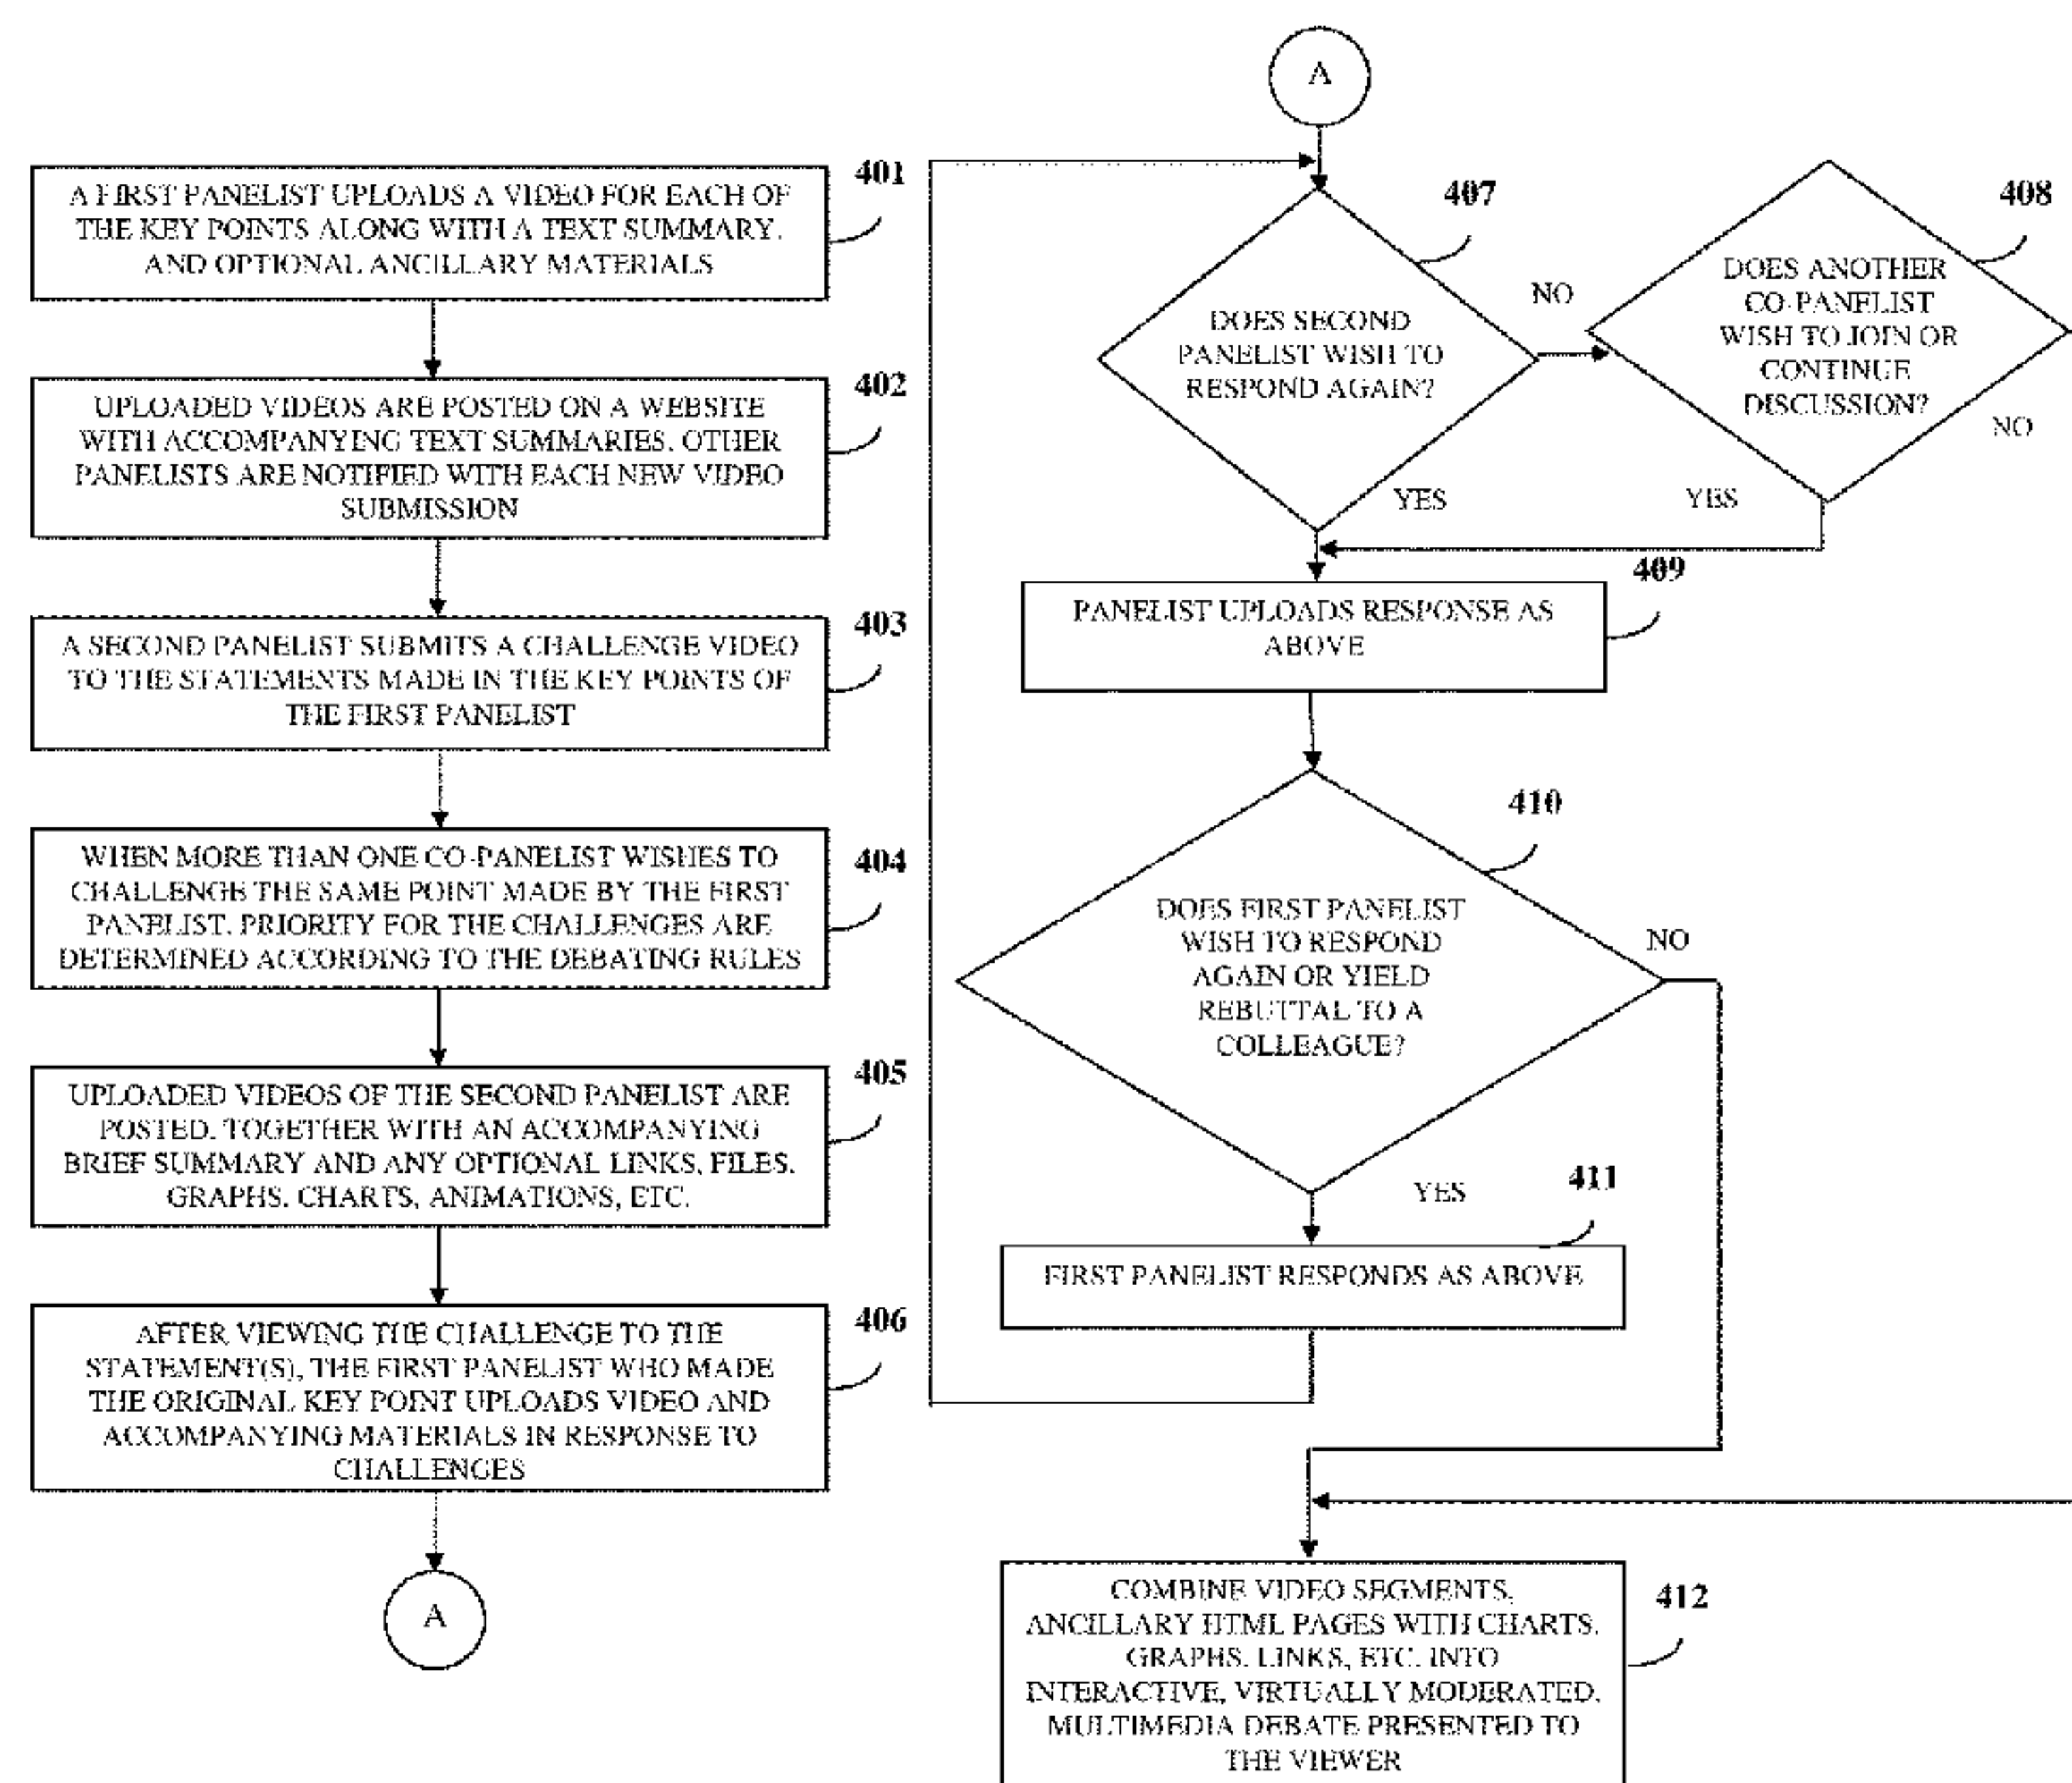 401
A FIRST PANELIST UPLOADS A VIDEO FOR EACH OF
THE KEY POINTS ALONG WITH A TEXT SUMMARY,
AND OPTIONAL ANCILLARY MATERIALS
402
UPLOADED VIDEOS ARE POSTED ON A WEBSITE
WITH ACCOMPANYING TEXT SUMMARIES. OTHER
PANELISTS ARE NOTIFIED WITH EACH NEW VIDEO
SUBMISSION
403
A SECOND PANELIST SUBMITS A CHALLENGE VIDEO
TO THE STATEMENTS MADE IN THE KEY POINTS OF
THE FIRST PANELIST
404
WHEN MORE THAN ONE CO-PANELIST WISHES TO
CHALLENGE THE SAME POINT MADE BY THE FIRST
PANELIST, PRIORITY FOR THE CHALLENGES ARE
DETERMINED ACCORDING TO THE DEBATING RULES
405
UPLOADED VIDEOS OF THE SECOND PANELIST ARE
POSTED, TOGETHER WITH AN ACCOMPANYING
BRIEF SUMMARY AND ANY OPTIONAL LINKS, FILES,
GRAPHS, CHARTS, ANIMATIONS, ETC.
406
AFTER VIEWING THE CHALLENGE TO THE
STATEMENT(S), THE FIRST PANELIST WHO MADE
THE ORIGINAL KEY POINT UPLOADS VIDEO AND
ACCOMPANYING MATERIALS IN RESPONSE TO
CHALLENGES
A
A
407
DOES SECOND
PANELIST WISH TO
RESPOND AGAIN?
NO
YES
408
DOES ANOTHER
CO-PANELIST
WISH TO JOIN OR
CONTINUE
DISCUSSION?
NO
YES
409
PANELIST UPLOADS RESPONSE AS
ABOVE
410
DOES FIRST PANELIST
WISH TO RESPOND
AGAIN OR YIELD
REBUTTAL TO A
COLLEAGUE?
NO
YES
411
FIRST PANELIST RESPONDS AS ABOVE
412
COMBINE VIDEO SEGMENTS,
ANCILLARY HTML PAGES WITH CHARTS,
GRAPHS, LINKS, ETC. INTO
INTERACTIVE, VIRTUALLY MODERATED,
MULTIMEDIA DEBATE PRESENTED TO
THE VIEWER